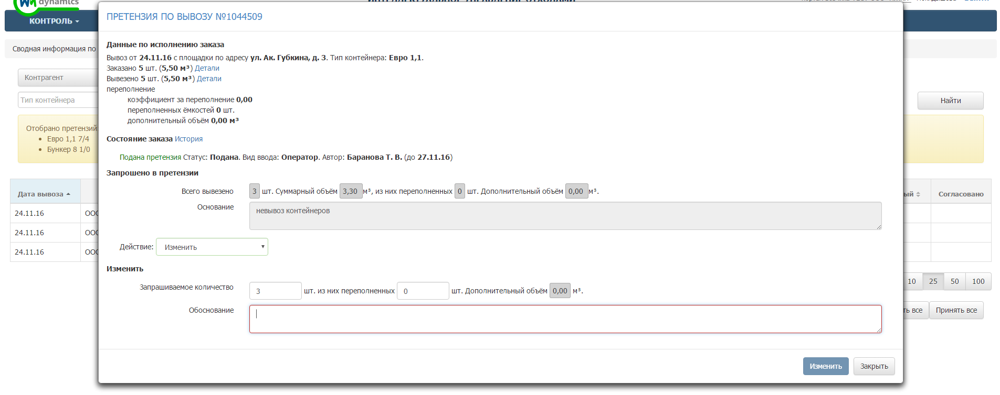 dynamics
КОНТРОЛЬ
ПРЕТЕНЗИЯ ПО ВЫВОЗУ №1044509
Сводная информация по
Данные по исполнению заказа
Вывоз от 24.11.16 с площадки по адресу ул. Ак. Губкина, д. 3. Тип контейнера: Евро 1,1.
Заказано 5 шт. (5,50 м³) Детали
Вывезено 5 шт. (5,50 м³) Детали
переполнение
коэффициент за переполнение 0,00
переполненных ёмкостей 0 шт.
дополнительный объём 0,00 м³
Контрагент
Тип контейнера
Найти
Отобрано претензий
Евро 1,1 7/4
Бункер 8 1/0
Состояние заказа История
Подана претензия Статус: Подана. Вид ввода: Оператор. Автор: Баранова Т. В. (до 27.11.16)
Запрошено в претензии
Всего вывезено 3 шт. Суммарный объём 3,30 м³, из них переполненных 0 шт. Дополнительный объём 0,00 м³.
Основание невывоз контейнеров
Действие: Изменить
Изменить
Запрашиваемое количество 3 шт. из них переполненных 0 шт. Дополнительный объём 0,00 м³.
Обоснование
Изменить Закрыть
Дата вывоза
ый Согласовано
24.11.16 ООО
24.11.16 ООО
24.11.16 ООО
10 25 50 100
ть все Принять все